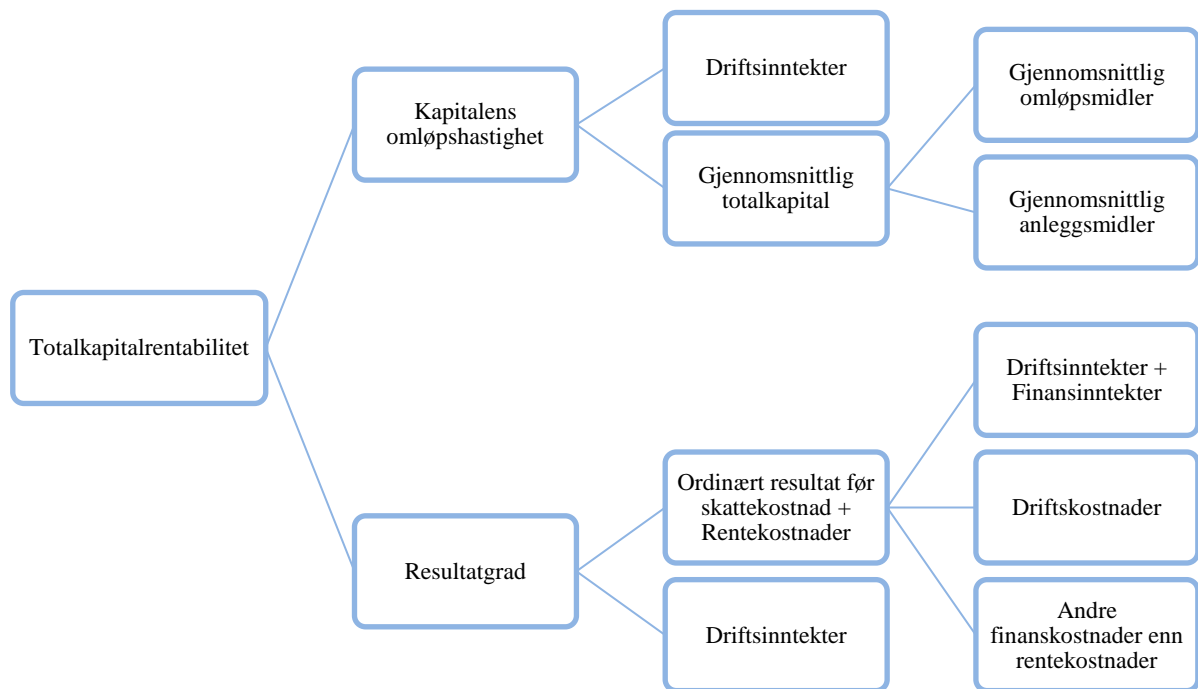 Totalkapitalrentabilitet
Kapitalens
omløpshastighet
Driftsinntekter
Gjennomsnittlig
totalkapital
Gjennomsnittlig
omløpsmidler
Gjennomsnittlig
anleggsmidler
Resultatgrad
Ordinært resultat før
skattekostnad +
Rentekostnader
Driftsinntekter +
Finansinntekter
Driftskostnader
Andre
finanskostnader enn
rentekostnader
Driftsinntekter